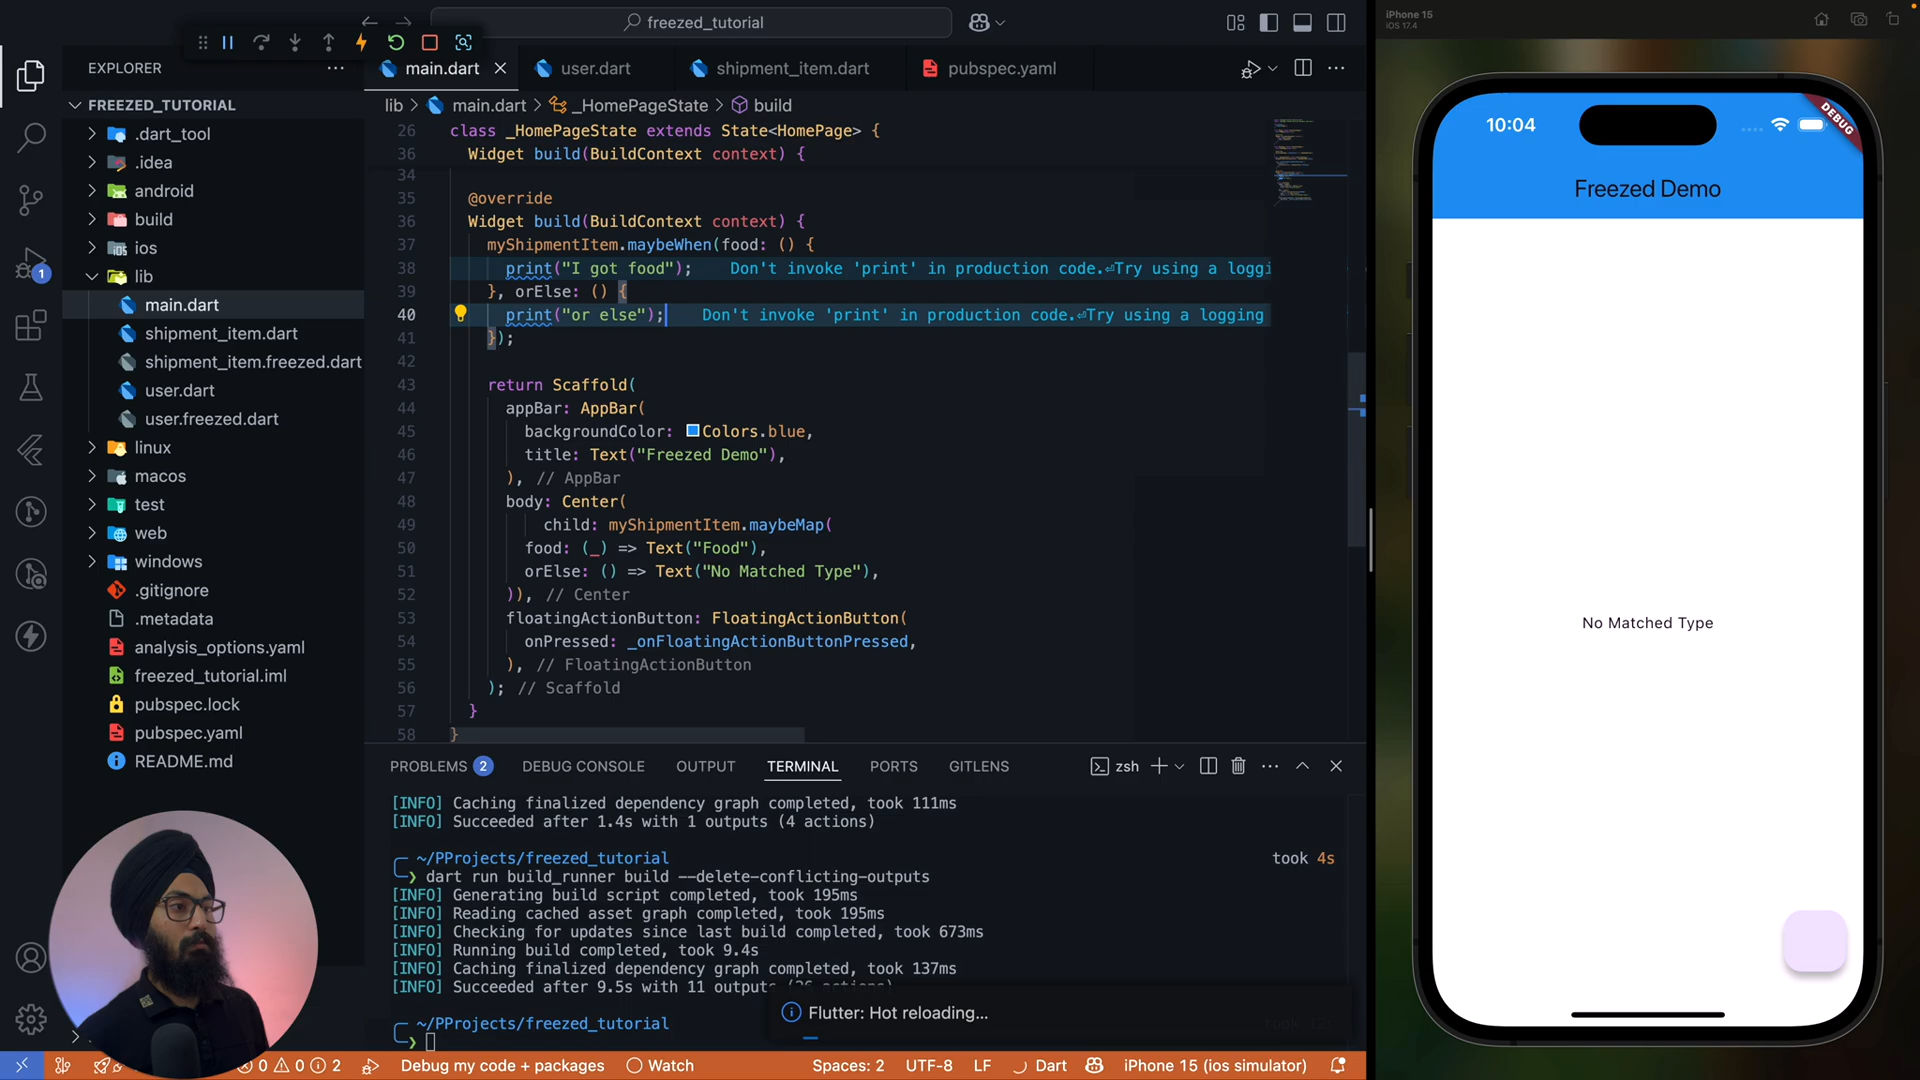 freezed_tutorial
iPhone 15
iOS 17.4
EXPLORER
main.dart
user.dart
shipment_item.dart
pubspec.yaml
FREEZED_TUTORIAL
lib > main.dart > _HomePageState > build
.dart_tool
.idea
android
build
ios
lib
main.dart
shipment_item.dart
shipment_item.freezed.dart
user.dart
user.freezed.dart
linux
macos
test
web
windows
.gitignore
.metadata
analysis_options.yaml
freezed_tutorial.iml
pubspec.lock
pubspec.yaml
README.md
1
26 class _HomePageState extends State<HomePage> {
36 Widget build(BuildContext context) {
34
35 @override
36 Widget build(BuildContext context) {
37 myShipmentItem.maybeWhen(food: () {
38 print("I got food"); Don't invoke 'print' in production code.⏎Try using a loggi
39 }, orElse: () {
40 print("or else"); Don't invoke 'print' in production code.⏎Try using a logging
41 });
42
43 return Scaffold(
44 appBar: AppBar(
45 backgroundColor: Colors.blue,
46 title: Text("Freezed Demo"),
47 ), // AppBar
48 body: Center(
49 child: myShipmentItem.maybeMap(
50 food: (_) => Text("Food"),
51 orElse: () => Text("No Matched Type"),
52 )), // Center
53 floatingActionButton: FloatingActionButton(
54 onPressed: _onFloatingActionButtonPressed,
55 ), // FloatingActionButton
56 ); // Scaffold
57 }
58 }
PROBLEMS 2 DEBUG CONSOLE OUTPUT TERMINAL PORTS GITLENS zsh
[INFO] Caching finalized dependency graph completed, took 111ms
[INFO] Succeeded after 1.4s with 1 outputs (4 actions)
~/PProjects/freezed_tutorial took 4s
❯ dart run build_runner build --delete-conflicting-outputs
[INFO] Generating build script completed, took 195ms
[INFO] Reading cached asset graph completed, took 195ms
[INFO] Checking for updates since last build completed, took 673ms
[INFO] Running build completed, took 9.4s
[INFO] Caching finalized dependency graph completed, took 137ms
[INFO] Succeeded after 9.5s with 11 outputs
~/PProjects/freezed_tutorial
❯
Flutter: Hot reloading...
0 0 2 Debug my code + packages Watch Spaces: 2 UTF-8 LF Dart iPhone 15 (ios simulator)
10:04
DEBUG
Freezed Demo
No Matched Type